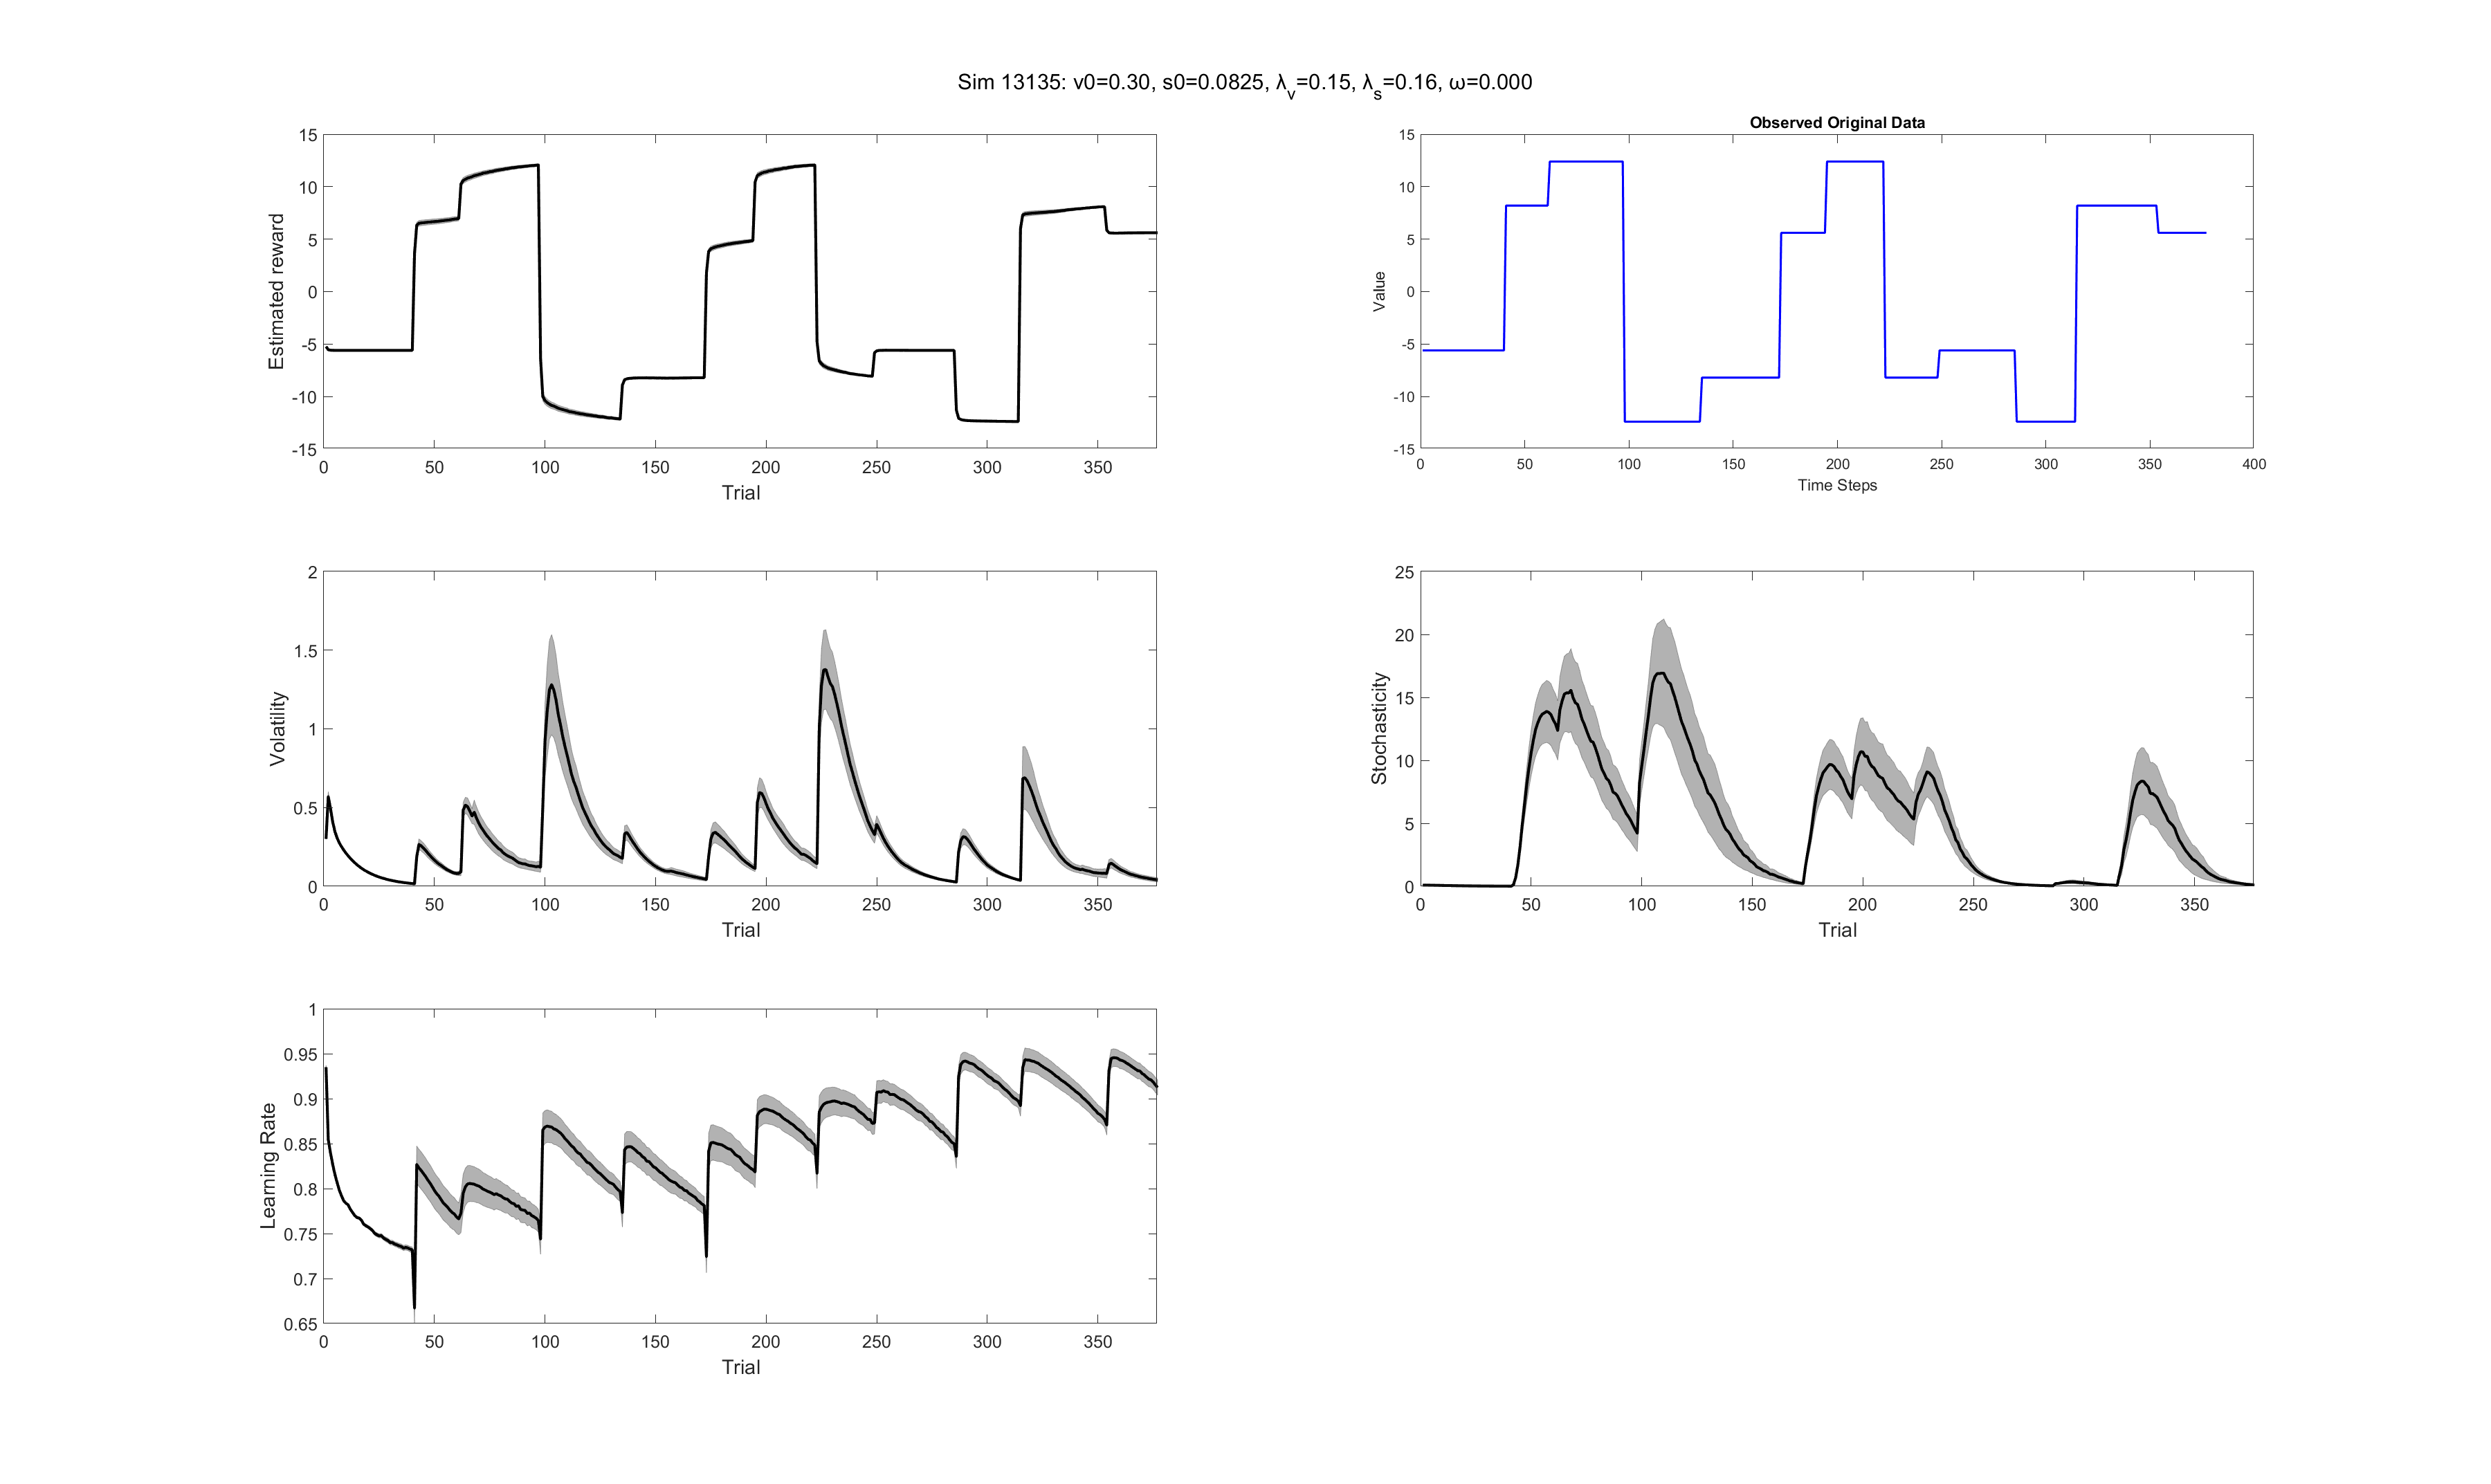 Sim 13135: v0=0.30, s0=0.0825, λv=0.15, λs=0.16, ω=0.000
15
10
5
0
-5
-10
-15
Estimated reward
0 50 100 150 200 250 300 350
Trial
Observed Original Data
15
10
5
0
-5
-10
-15
Value
0 50 100 150 200 250 300 350 400
Time Steps
2
1.5
1
0.5
0
Volatility
0 50 100 150 200 250 300 350
Trial
25
20
15
10
5
0
Stochasticity
0 50 100 150 200 250 300 350
Trial
1
0.95
0.9
0.85
0.8
0.75
0.7
0.65
Learning Rate
0 50 100 150 200 250 300 350
Trial